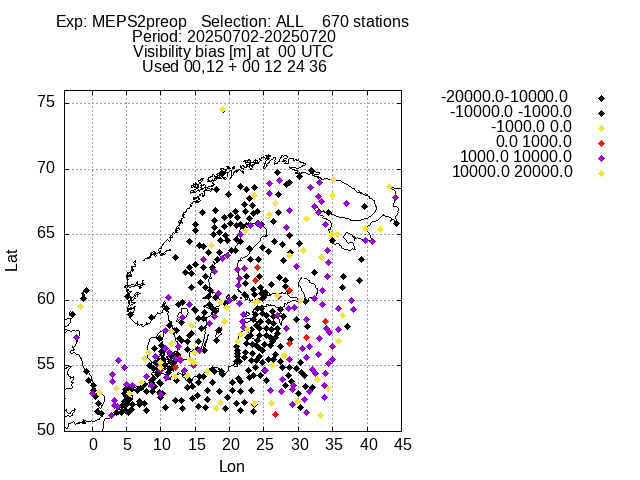 Exp: MEPS2preop   Selection: ALL    670 stations
Period: 20250702-20250720
Visibility bias [m] at  00 UTC
Used 00,12 + 00 12 24 36
-20000.0-10000.0
-10000.0 -1000.0
-1000.0 0.0
0.0 1000.0
1000.0 10000.0
10000.0 20000.0
75
70
65
60
55
50
Lat
0 5 10 15 20 25 30 35 40 45
Lon